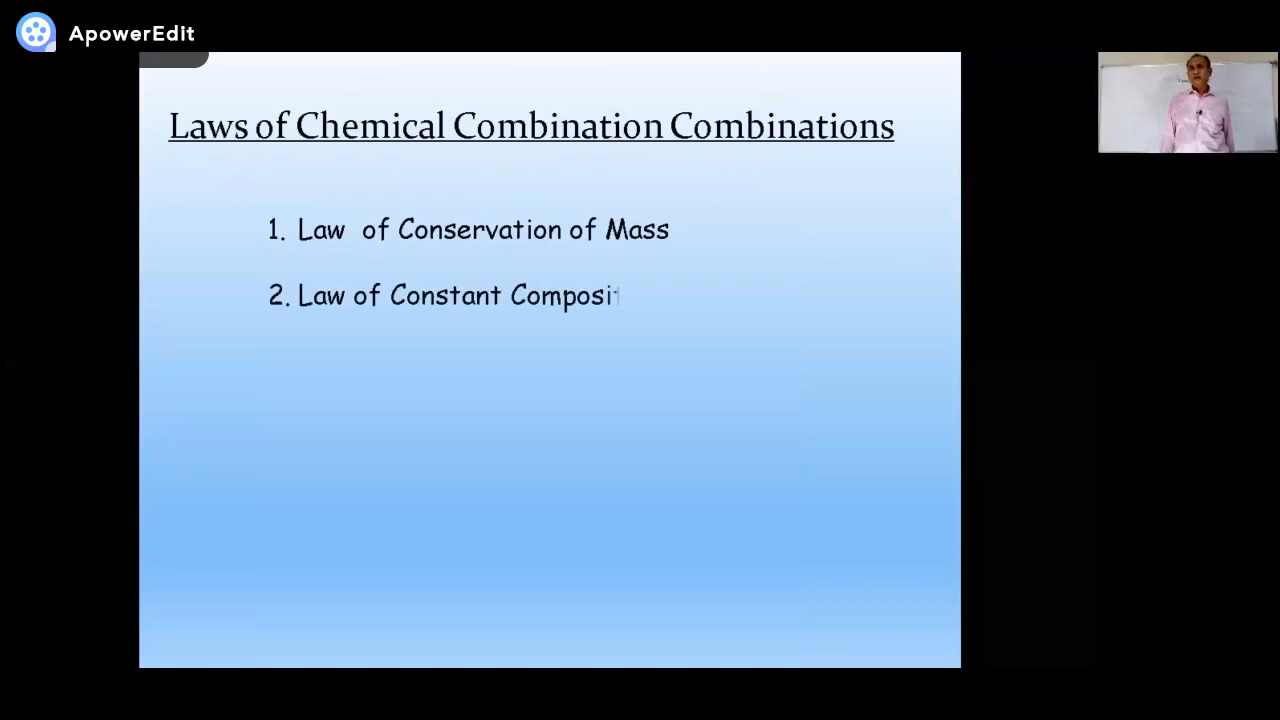 ApowerEdit
Laws of Chemical Combination Combinations
1. Law of Conservation of Mass
2. Law of Constant Composit